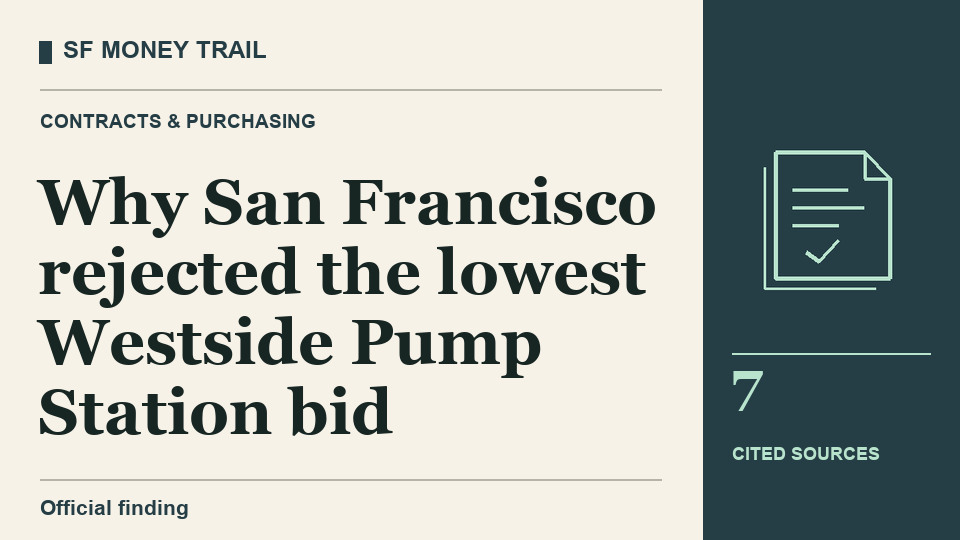 SF MONEY TRAIL
CONTRACTS & PURCHASING
Why San Francisco
rejected the lowest
Westside Pump
Station bid
Official finding
7
CITED SOURCES